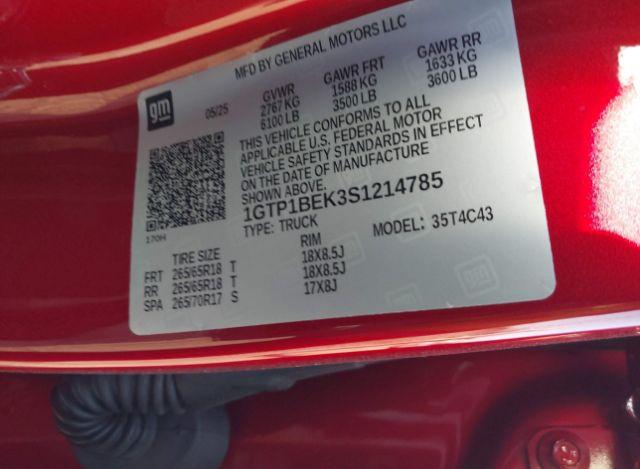 MFD BY GENERAL MOTORS LLC
gm
05/25
GVWR GAWR FRT GAWR RR
2767 KG 1588 KG 1633 KG
6100 LB 3500 LB 3600 LB
THIS VEHICLE CONFORMS TO ALL
APPLICABLE U.S. FEDERAL MOTOR
VEHICLE SAFETY STANDARDS IN EFFECT
ON THE DATE OF MANUFACTURE
SHOWN ABOVE.
1GTP1BEK3S1214785
TYPE: TRUCK MODEL: 35T4C43
170H
TIRE SIZE RIM
FRT 265/65R18 T 18X8.5J
RR 265/65R18 T 18X8.5J
SPA 265/70R17 S 17X8J